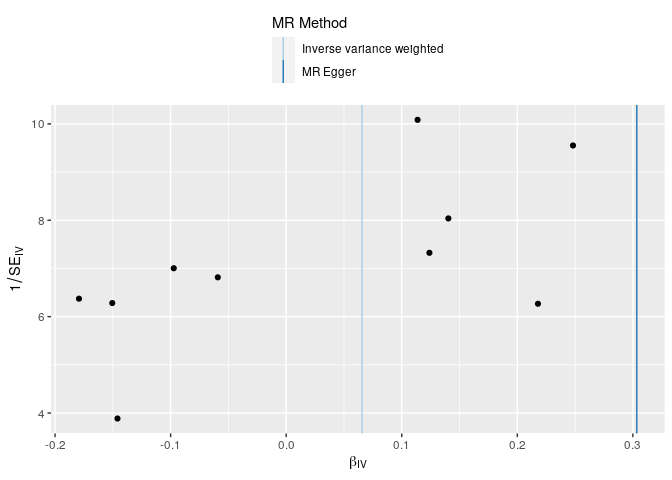 MR Method
Inverse variance weighted
MR Egger
10
8
6
4
1/SE_IV
-0.2 -0.1 0.0 0.1 0.2 0.3
β_IV